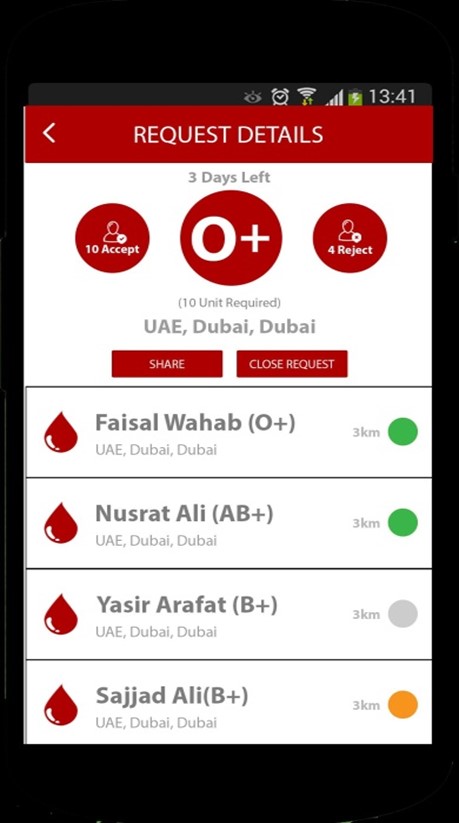 13:41
REQUEST DETAILS
3 Days Left
10 Accept
O+
4 Reject
(10 Unit Required)
UAE, Dubai, Dubai
SHARE
CLOSE REQUEST
Faisal Wahab (O+)
3km
UAE, Dubai, Dubai
Nusrat Ali (AB+)
3km
UAE, Dubai, Dubai
Yasir Arafat (B+)
3km
UAE, Dubai, Dubai
Sajjad Ali(B+)
3km
UAE, Dubai, Dubai